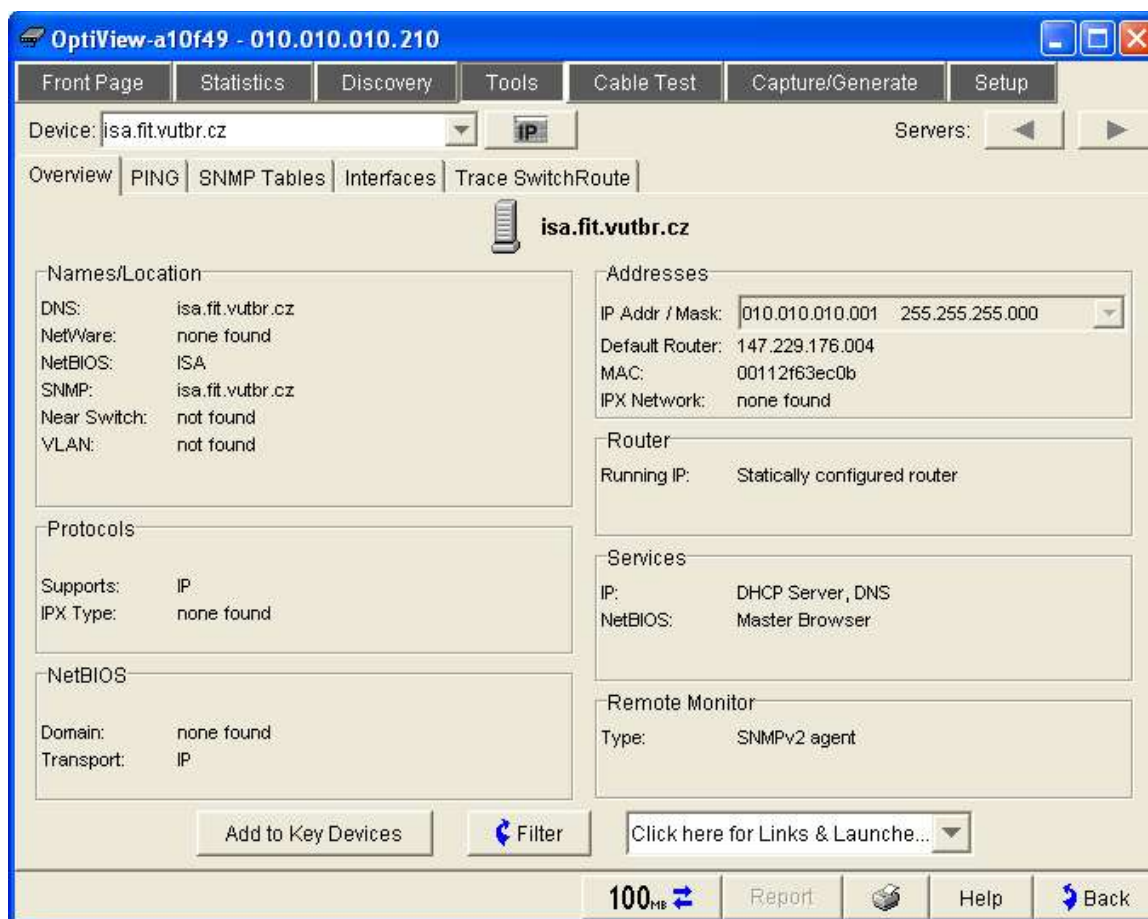 OptiView-a10f49 - 010.010.010.210
Front Page Statistics Discovery Tools Cable Test Capture/Generate Setup
Device: isa.fit.vutbr.cz IP Servers:
Overview PING SNMP Tables Interfaces Trace SwitchRoute
isa.fit.vutbr.cz
Names/Location
DNS: isa.fit.vutbr.cz
NetWare: none found
NetBIOS: ISA
SNMP: isa.fit.vutbr.cz
Near Switch: not found
VLAN: not found
Protocols
Supports: IP
IPX Type: none found
NetBIOS
Domain: none found
Transport: IP
Addresses
IP Addr / Mask: 010.010.010.001 255.255.255.000
Default Router: 147.229.176.004
MAC: 00112f63ec0b
IPX Network: none found
Router
Running IP: Statically configured router
Services
IP: DHCP Server, DNS
NetBIOS: Master Browser
Remote Monitor
Type: SNMPv2 agent
Add to Key Devices Filter Click here for Links & Launche...
100MB Report Help Back